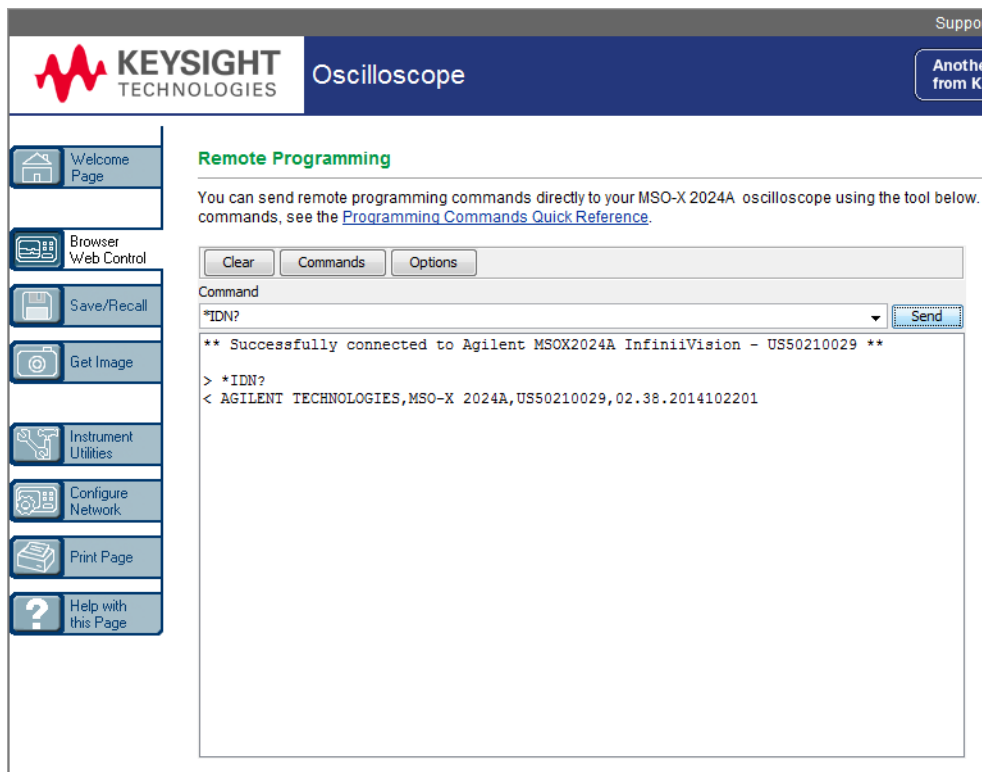 Suppo
KEYSIGHT
TECHNOLOGIES
Oscilloscope
Anothe
from K
Welcome
Page
Browser
Web Control
Save/Recall
Get Image
Instrument
Utilities
Configure
Network
Print Page
Help with
this Page
Remote Programming
You can send remote programming commands directly to your MSO-X 2024A oscilloscope using the tool below.
commands, see the Programming Commands Quick Reference.
Clear Commands Options
Command
*IDN? Send
** Successfully connected to Agilent MSOX2024A InfiniiVision - US50210029 **
> *IDN?
< AGILENT TECHNOLOGIES,MSO-X 2024A,US50210029,02.38.2014102201